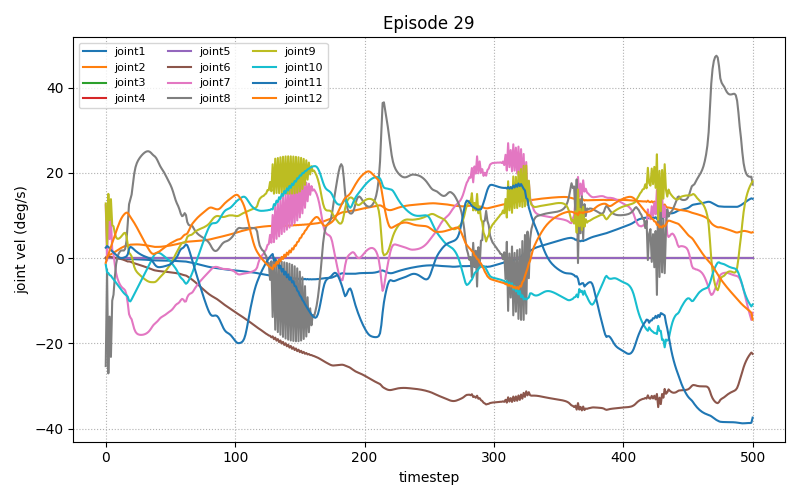 Episode 29
joint1 joint5 joint9
joint2 joint6 joint10
joint3 joint7 joint11
joint4 joint8 joint12
joint vel (deg/s)
40
20
0
−20
−40
0 100 200 300 400 500
timestep